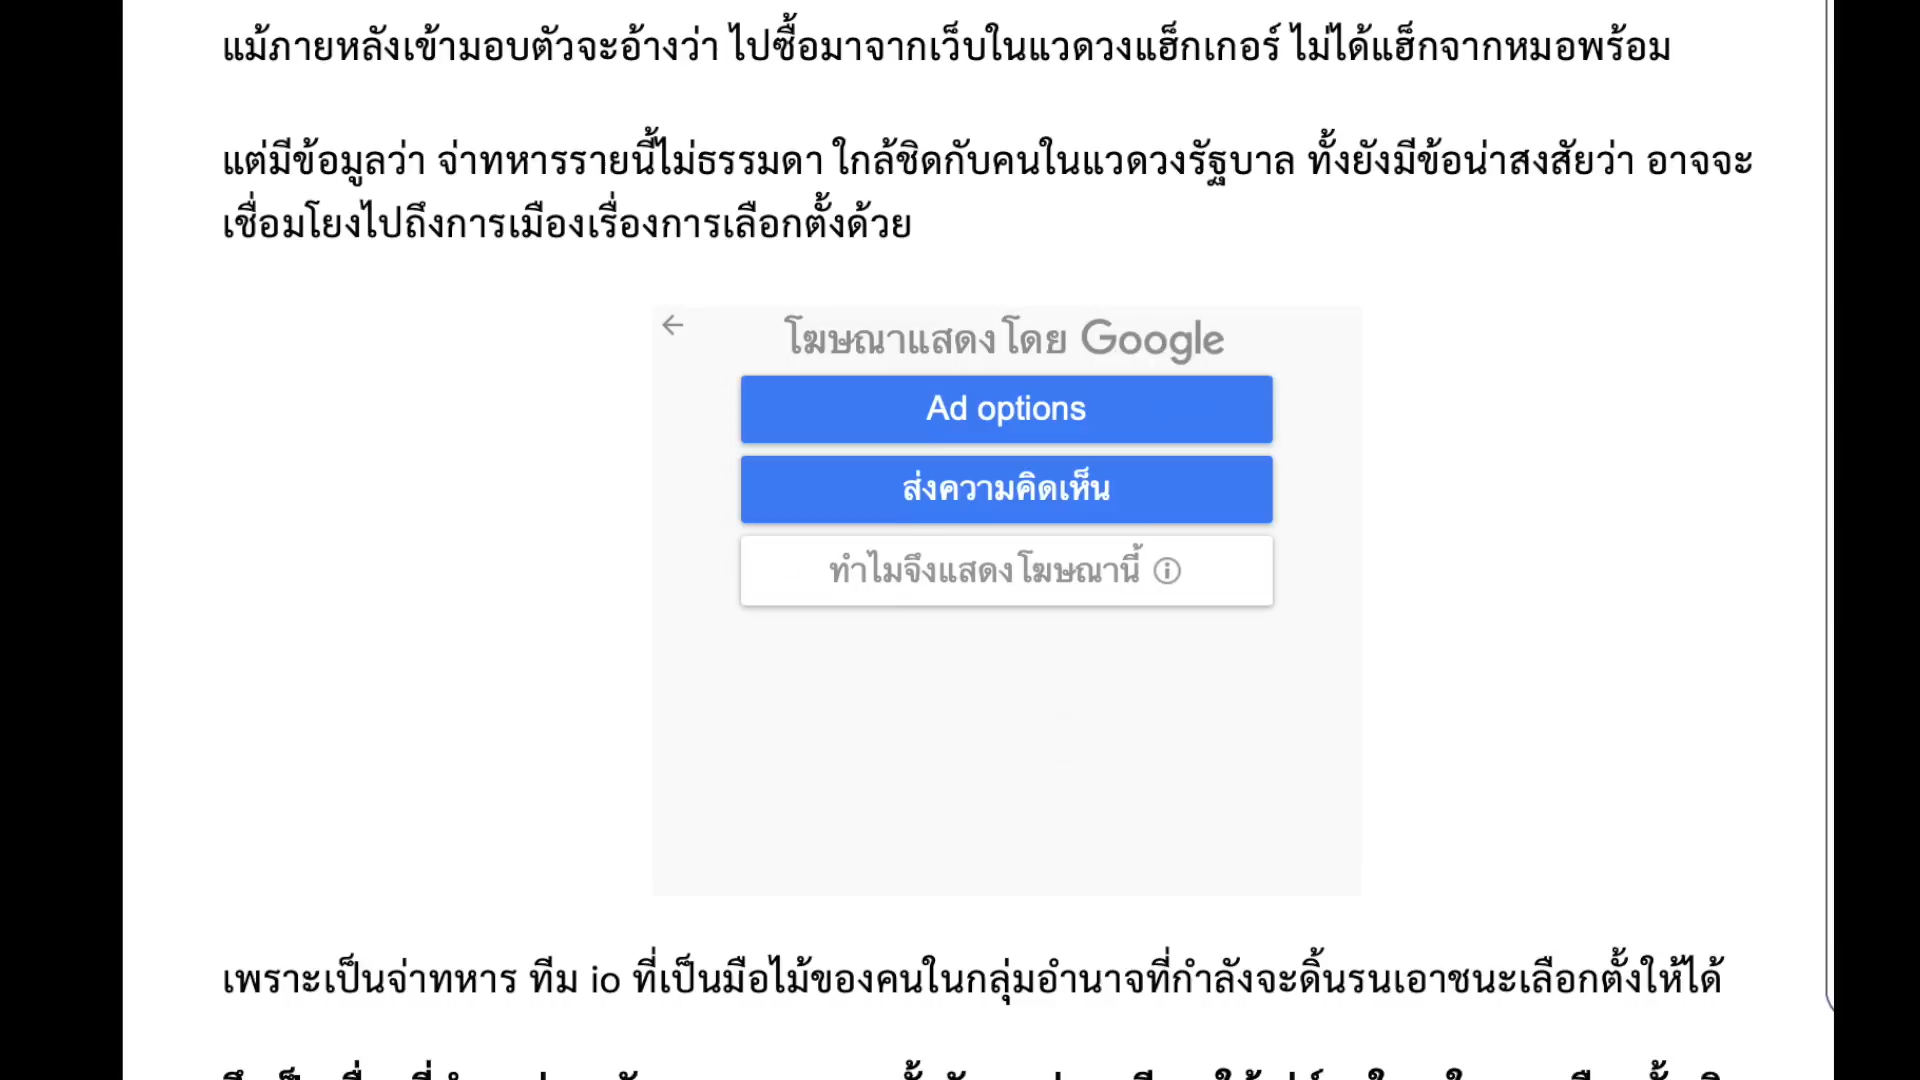 แม้ภายหลังเข้ามอบตัวจะอ้างว่า ไปซื้อมาจากเว็บในแวดวงแฮ็กเกอร์ ไม่ได้แฮ็กจากหมอพร้อม
แต่มีข้อมูลว่า จ่าทหารรายนี้ไม่ธรรมดา ใกล้ชิดกับคนในแวดวงรัฐบาล ทั้งยังมีข้อน่าสงสัยว่า อาจจะ
เชื่อมโยงไปถึงการเมืองเรื่องการเลือกตั้งด้วย
โฆษณาแสดงโดย Google
Ad options
ส่งความคิดเห็น
ทำไมจึงแสดงโฆษณานี้
เพราะเป็นจ่าทหาร ทีม io ที่เป็นมือไม้ของคนในกลุ่มอำนาจที่กำลังจะดิ้นรนเอาชนะเลือกตั้งให้ได้